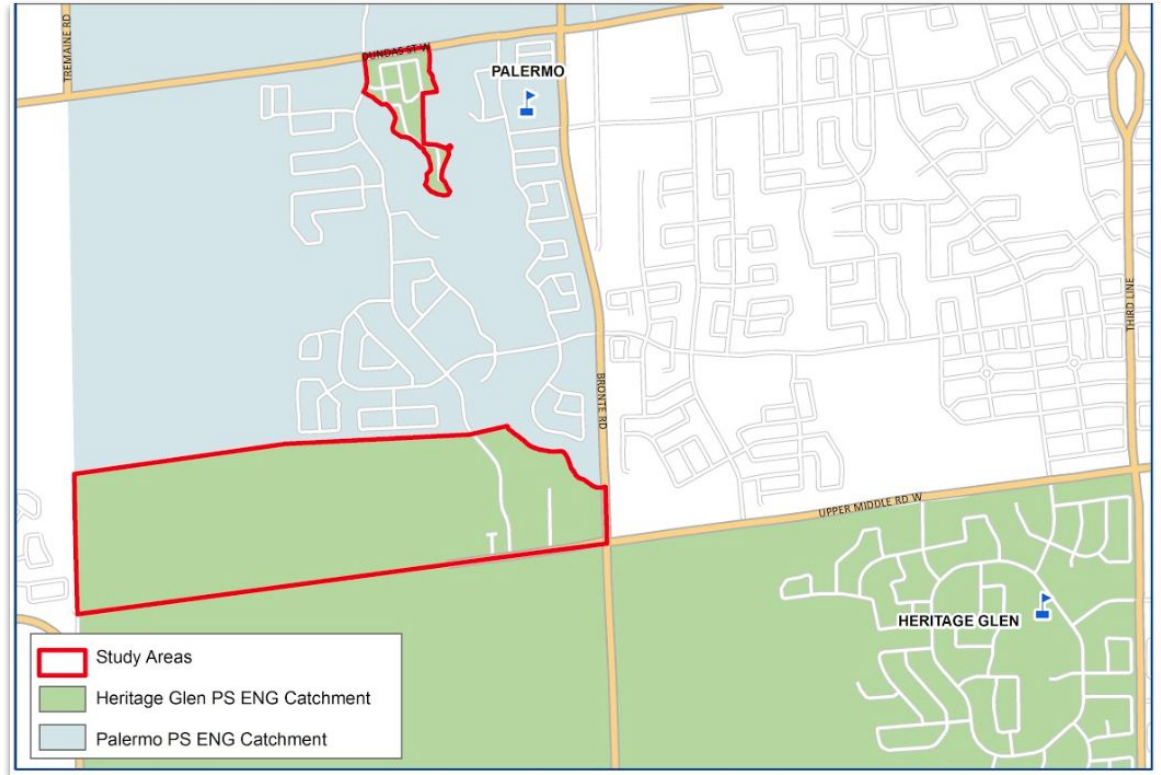 TREMAINE RD
DUNDAS ST W
PALERMO
THIRD LINE
BRONTE RD
UPPER MIDDLE RD W
HERITAGE GLEN
Study Areas
Heritage Glen PS ENG Catchment
Palermo PS ENG Catchment